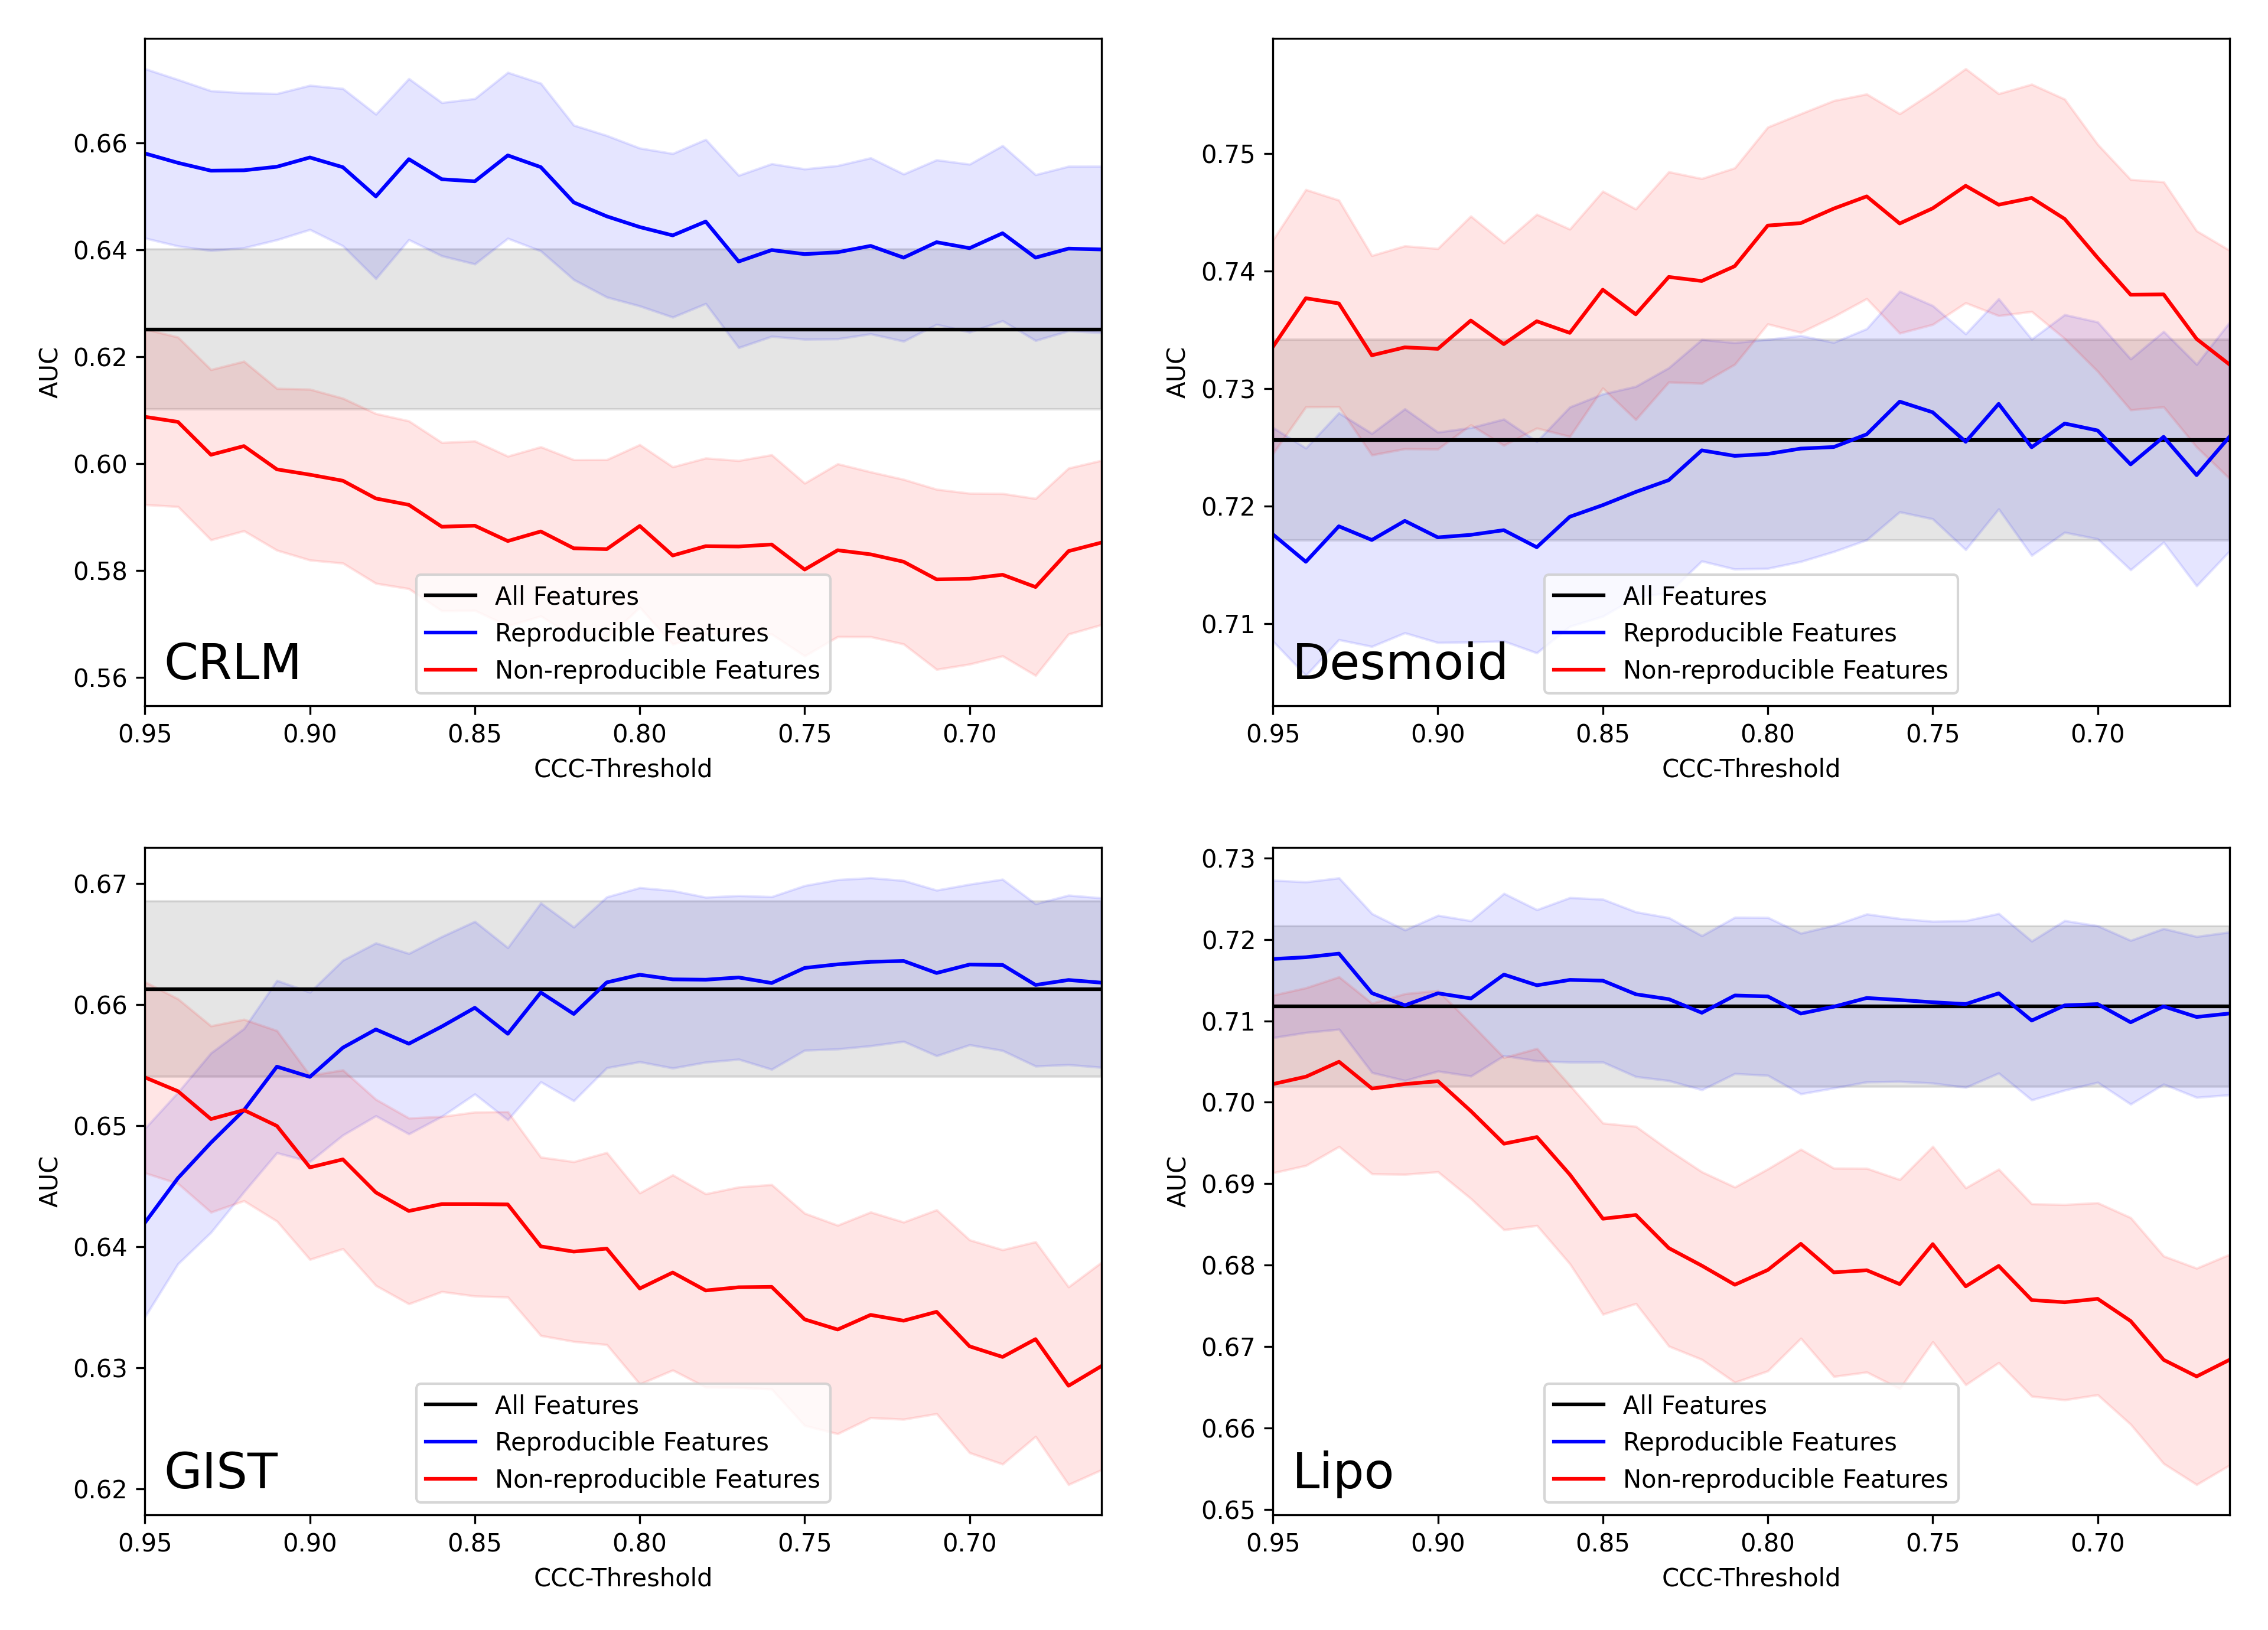 0.66
0.64
0.62
0.60
0.58
0.56
AUC
All Features
Reproducible Features
Non-reproducible Features
CRLM
0.95 0.90 0.85 0.80 0.75 0.70
CCC-Threshold
0.75
0.74
0.73
0.72
0.71
AUC
All Features
Reproducible Features
Non-reproducible Features
Desmoid
0.95 0.90 0.85 0.80 0.75 0.70
CCC-Threshold
0.67
0.66
0.65
0.64
0.63
0.62
AUC
All Features
Reproducible Features
Non-reproducible Features
GIST
0.95 0.90 0.85 0.80 0.75 0.70
CCC-Threshold
0.73
0.72
0.71
0.70
0.69
0.68
0.67
0.66
0.65
AUC
All Features
Reproducible Features
Non-reproducible Features
Lipo
0.95 0.90 0.85 0.80 0.75 0.70
CCC-Threshold